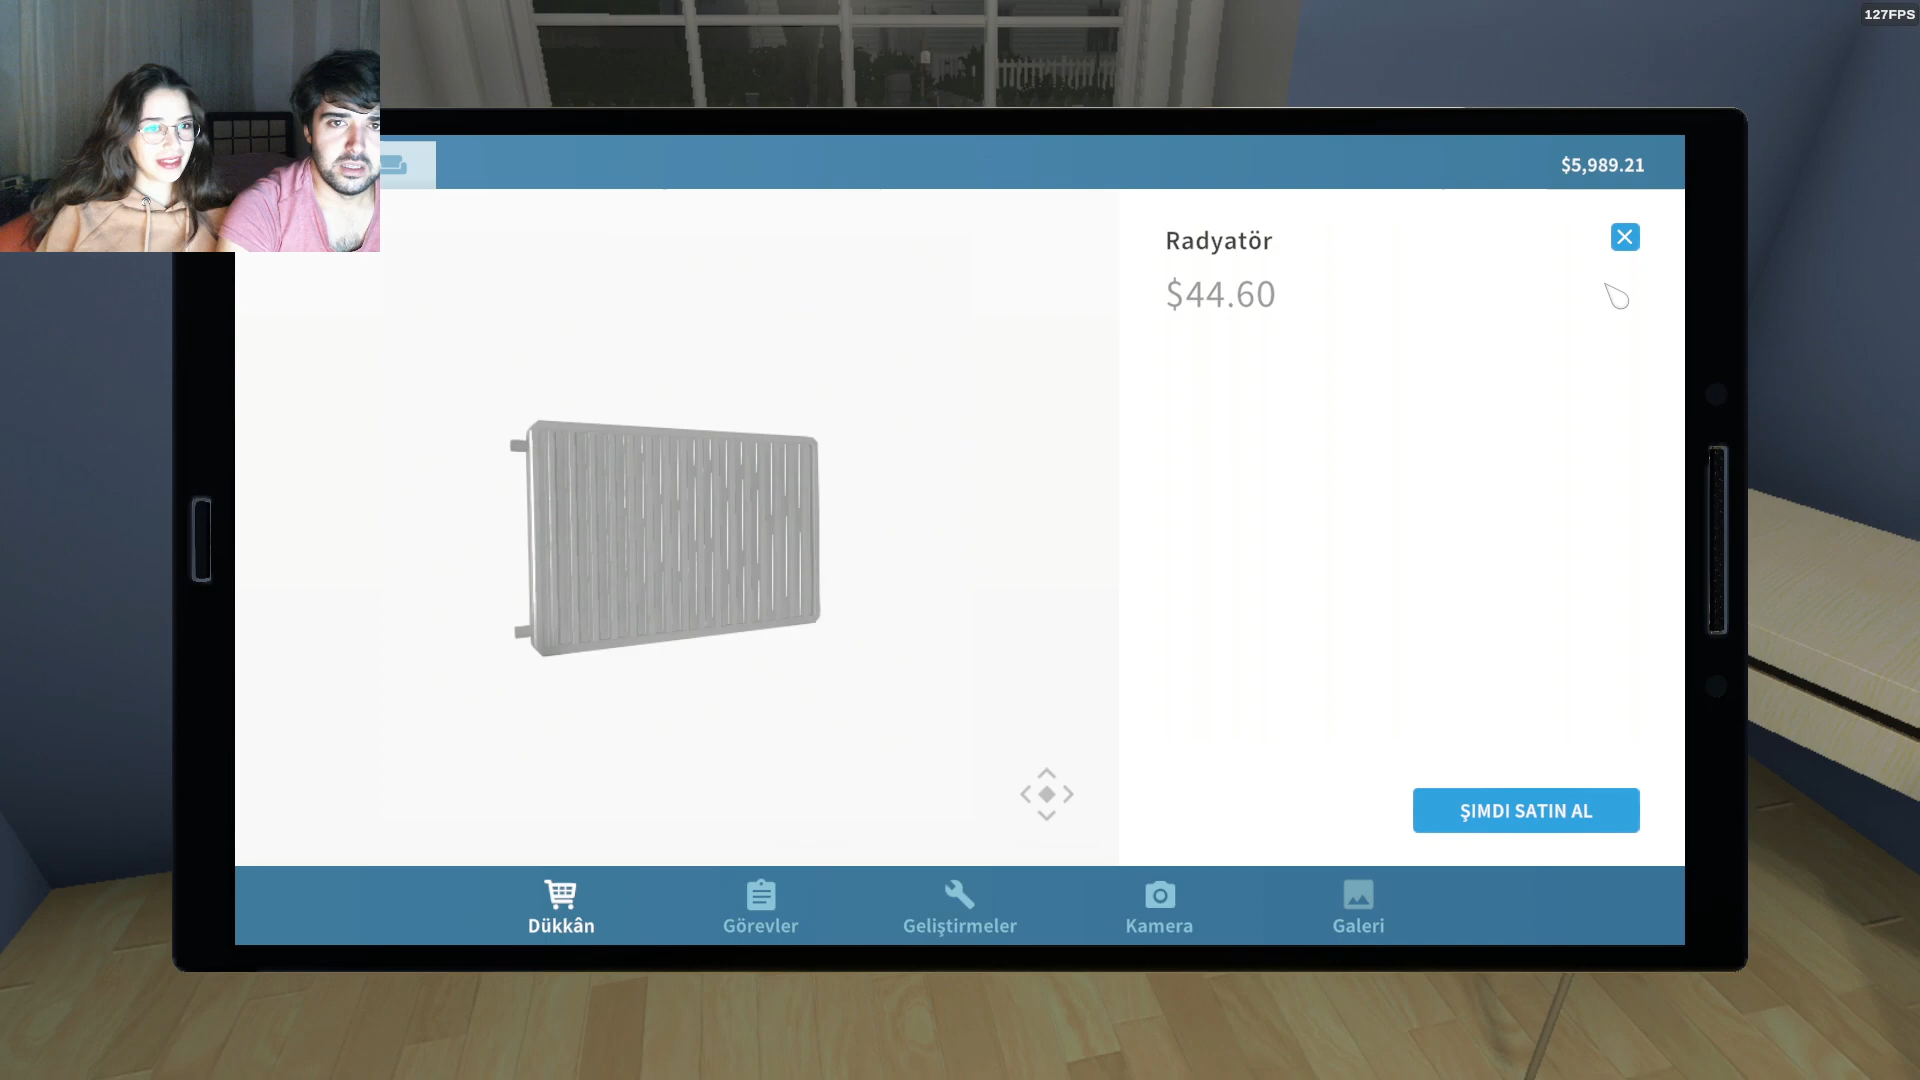 127FPS
$5,989.21
Radyatör
$44.60
ŞIMDI SATIN AL
Dükkân
Görevler
Geliştirmeler
Kamera
Galeri